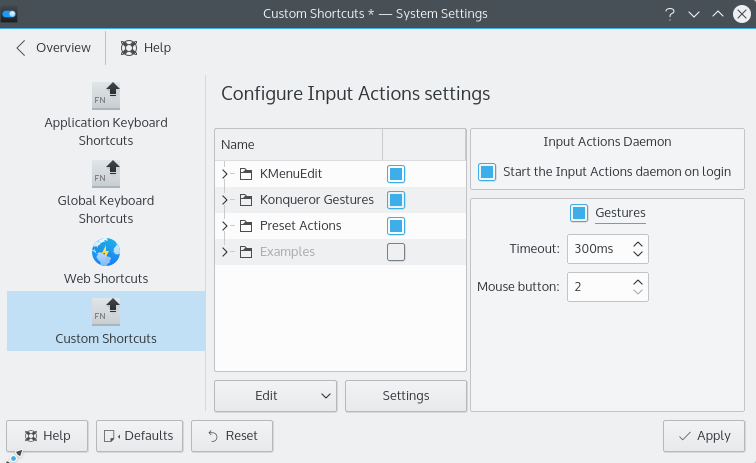 Custom Shortcuts * — System Settings
?
Overview
Help
FN
Application Keyboard
Shortcuts
FN
Global Keyboard
Shortcuts
Web Shortcuts
FN
Custom Shortcuts
Configure Input Actions settings
Name
KMenuEdit
Konqueror Gestures
Preset Actions
Examples
Edit
Settings
Input Actions Daemon
Start the Input Actions daemon on login
Gestures
Timeout: 300ms
Mouse button: 2
Help
Defaults
Reset
Apply